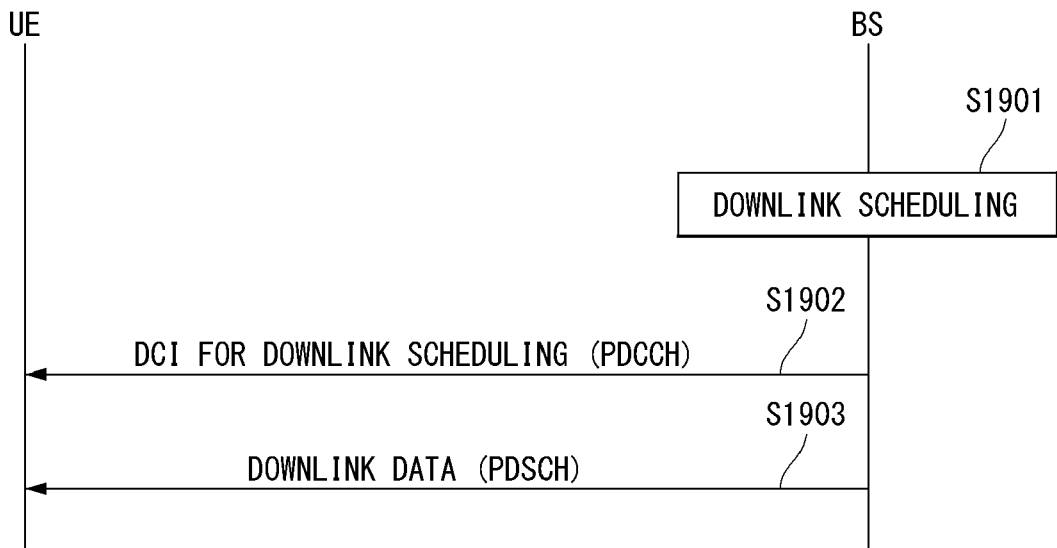 UE
BS
S1901
DOWNLINK SCHEDULING
S1902
DCI FOR DOWNLINK SCHEDULING (PDCCH)
S1903
DOWNLINK DATA (PDSCH)